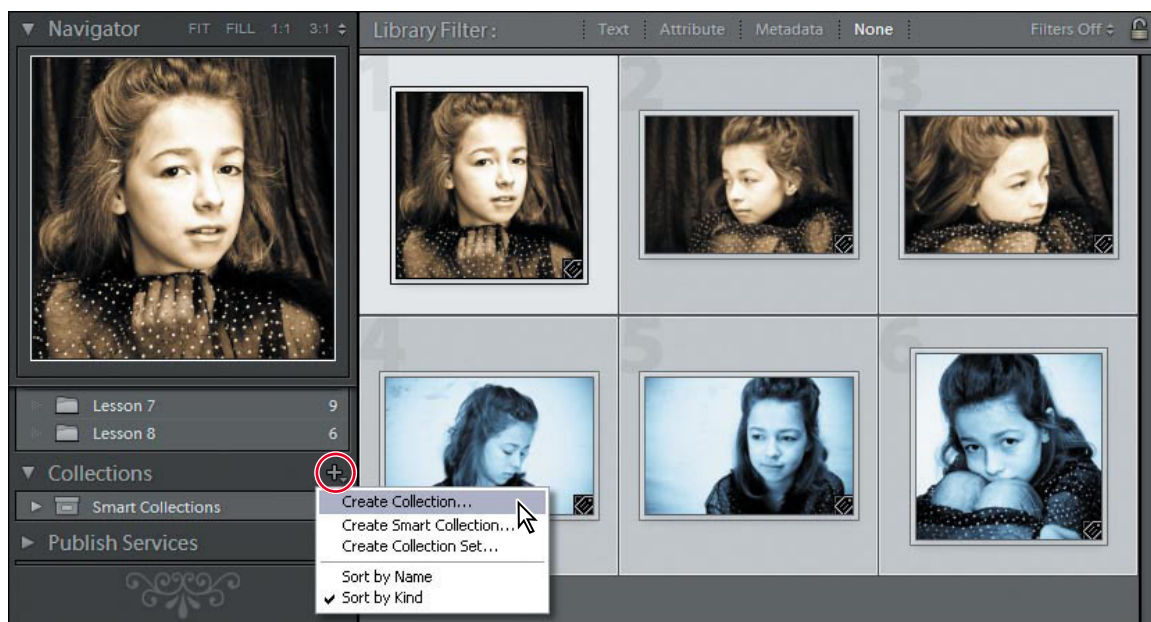 Navigator FIT FILL 1:1 3:1
Library Filter : Text Attribute Metadata None Filters Off
1 2 3
4 5 6
Lesson 7 9
Lesson 8 6
Collections
Smart Collections
Publish Services
Create Collection...
Create Smart Collection...
Create Collection Set...
Sort by Name
Sort by Kind